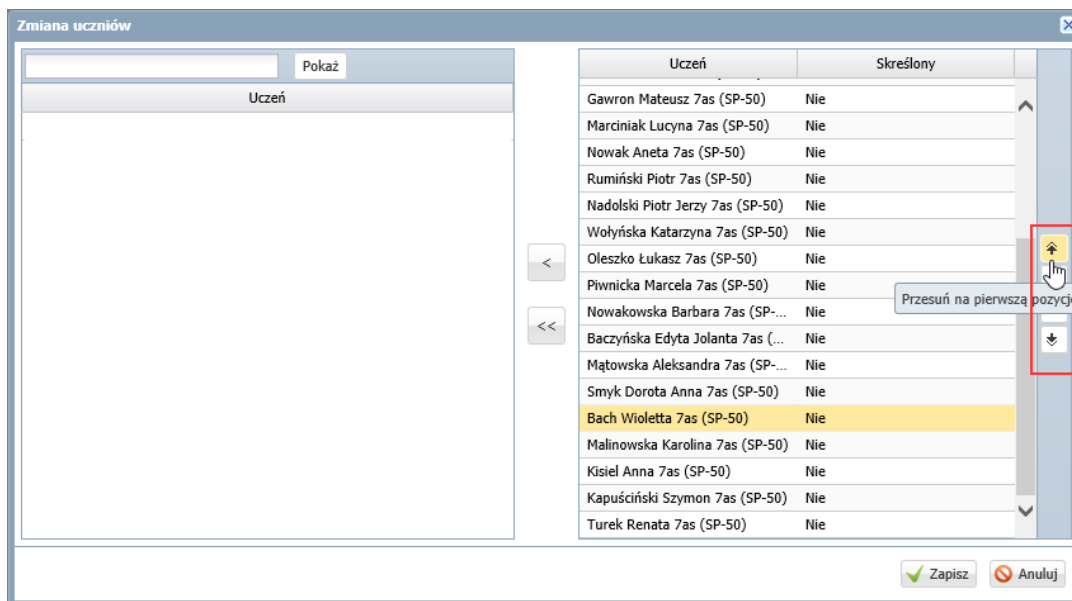 Zmiana uczniów
Pokaż
Uczeń
Uczeń Skreślony
Gawron Mateusz 7as (SP-50) Nie
Marciniak Lucyna 7as (SP-50) Nie
Nowak Aneta 7as (SP-50) Nie
Rumiński Piotr 7as (SP-50) Nie
Nadolski Piotr Jerzy 7as (SP-50) Nie
Wołyńska Katarzyna 7as (SP-50) Nie
Oleszko Łukasz 7as (SP-50) Nie
Piwnicka Marcela 7as (SP-50) Nie
Nowakowska Barbara 7as (SP-... Nie
Baczyńska Edyta Jolanta 7as (... Nie
Mątowska Aleksandra 7as (SP-... Nie
Smyk Dorota Anna 7as (SP-50) Nie
Bach Wioletta 7as (SP-50) Nie
Malinowska Karolina 7as (SP-50) Nie
Kisiel Anna 7as (SP-50) Nie
Kapuściński Szymon 7as (SP-50) Nie
Turek Renata 7as (SP-50) Nie
<
<<
Przesuń na pierwszą pozycję
Zapisz
Anuluj